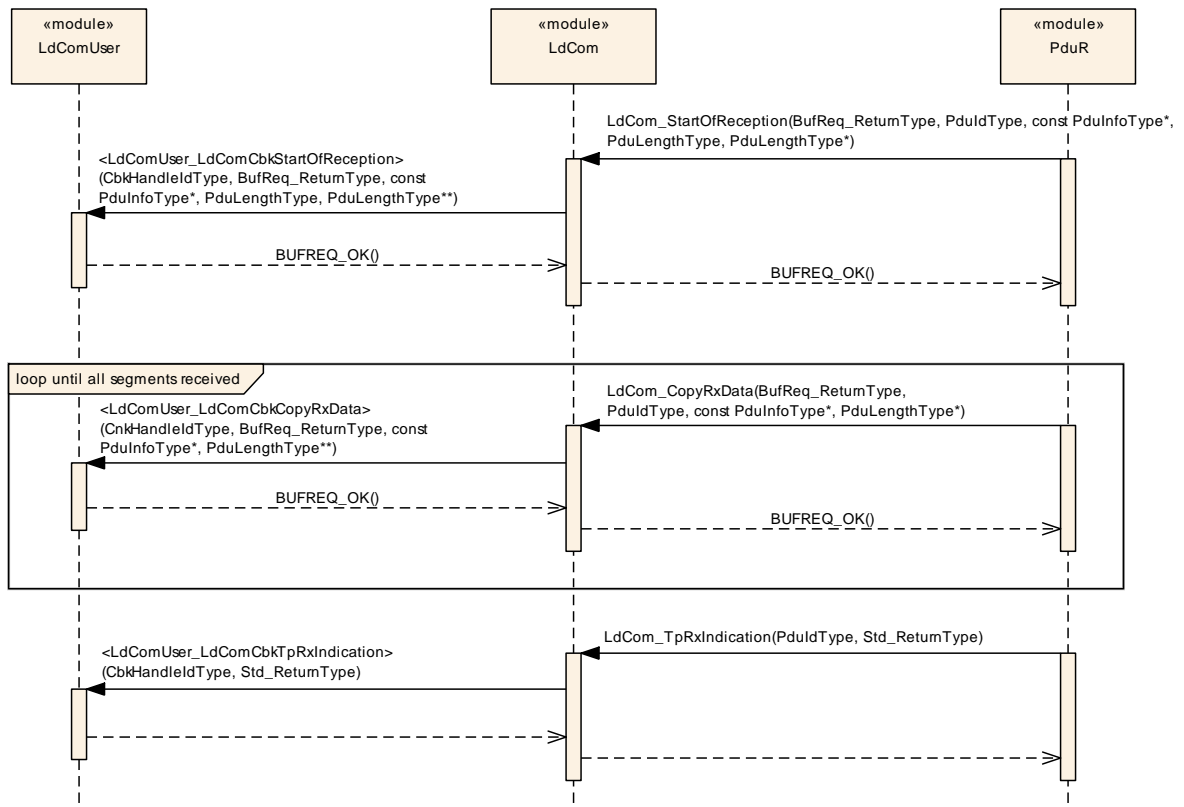 «module»
LdComUser
«module»
LdCom
«module»
PduR
LdCom_StartOfReception(BufReq_ReturnType, PduIdType, const PduInfoType*,
PduLengthType, PduLengthType*)
<LdComUser_LdComCbkStartOfReception>
(CbkHandleIdType, BufReq_ReturnType, const
PduInfoType*, PduLengthType, PduLengthType**)
BUFREQ_OK()
BUFREQ_OK()
loop until all segments received
LdCom_CopyRxData(BufReq_ReturnType,
PduIdType, const PduInfoType*, PduLengthType*)
<LdComUser_LdComCbkCopyRxData>
(CnkHandleIdType, BufReq_ReturnType, const
PduInfoType*, PduLengthType**)
BUFREQ_OK()
BUFREQ_OK()
LdCom_TpRxIndication(PduIdType, Std_ReturnType)
<LdComUser_LdComCbkTpRxIndication>
(CbkHandleIdType, Std_ReturnType)